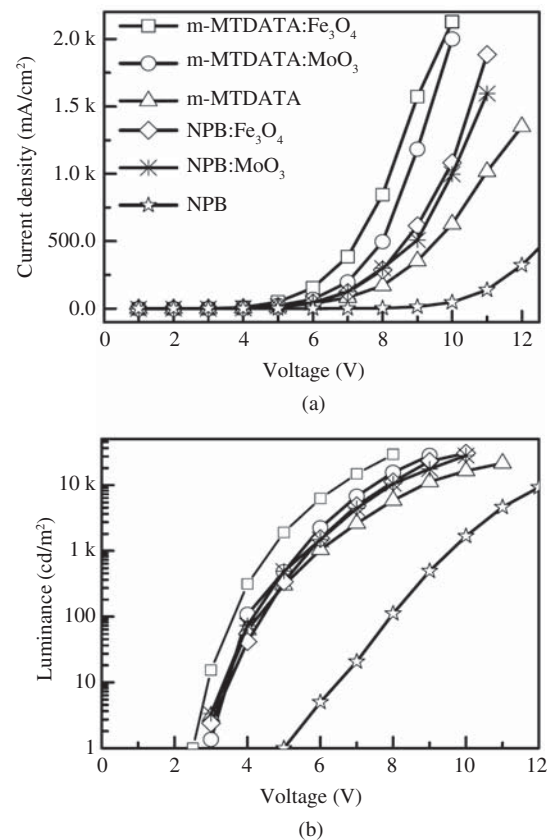 (a)
Current density (mA/cm²)
2.0 k
1.5 k
1.0 k
500.0
0.0
m-MTDATA:Fe₃O₄
m-MTDATA:MoO₃
m-MTDATA
NPB:Fe₃O₄
NPB:MoO₃
NPB
0 2 4 6 8 10 12
Voltage (V)
(a)
Luminance (cd/m²)
10 k
1 k
100
10
1
0 2 4 6 8 10 12
Voltage (V)
(b)